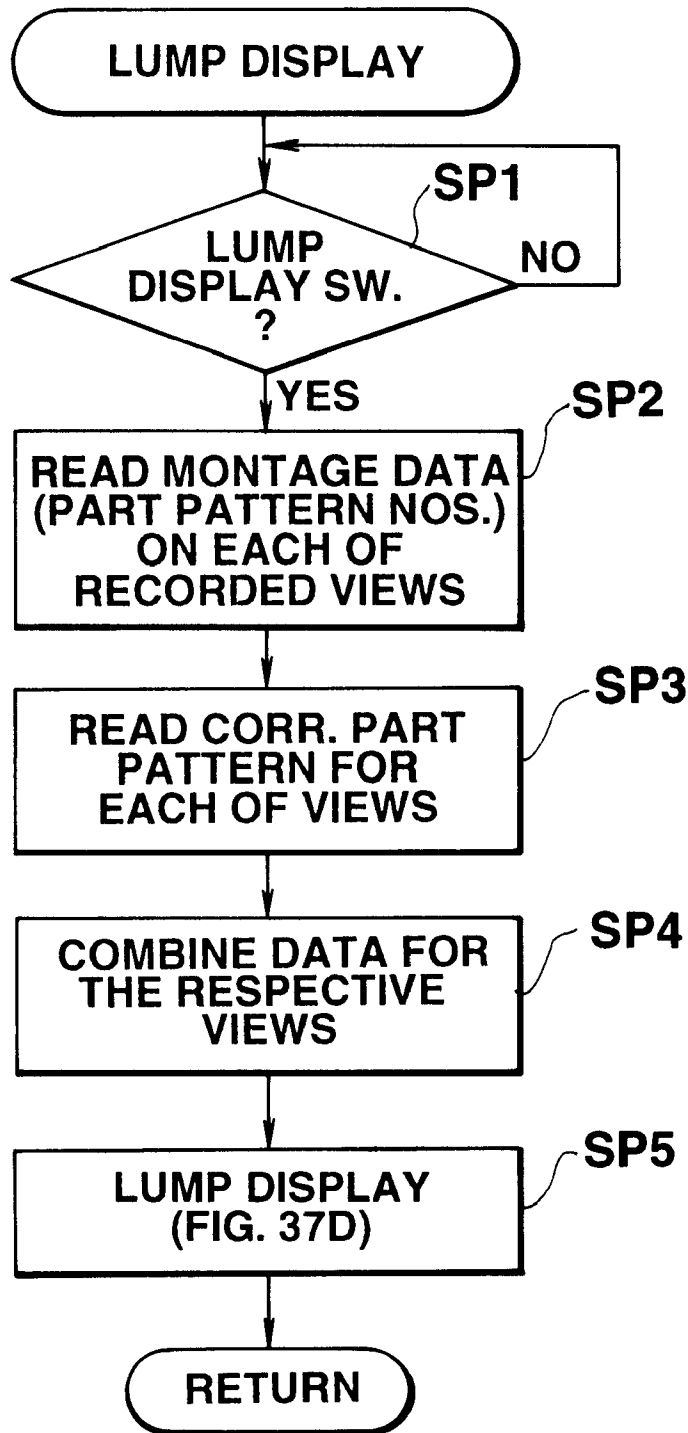 LUMP DISPLAY
SP1
LUMP
DISPLAY SW.
?
NO
YES
SP2
READ MONTAGE DATA
(PART PATTERN NOS.)
ON EACH OF
RECORDED VIEWS
SP3
READ CORR. PART
PATTERN FOR
EACH OF VIEWS
SP4
COMBINE DATA FOR
THE RESPECTIVE
VIEWS
SP5
LUMP DISPLAY
(FIG. 37D)
RETURN